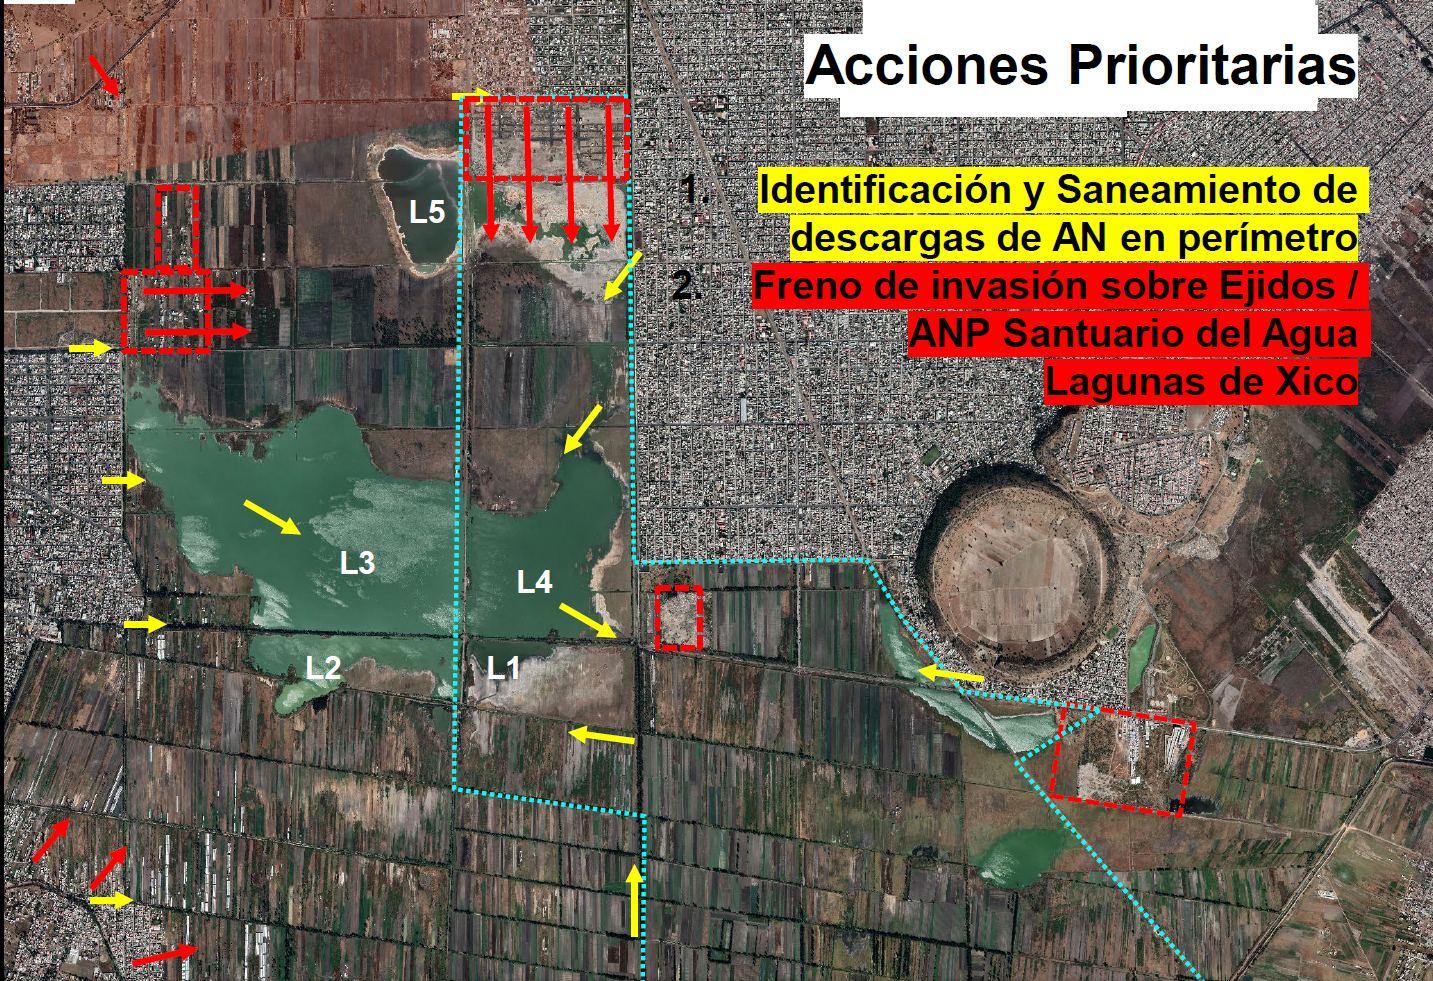 Acciones Prioritarias
1. Identificación y Saneamiento de
descargas de AN en perímetro
2. Freno de invasión sobre Ejidos /
ANP Santuario del Agua
Lagunas de Xico
L5
L3
L4
L2
L1